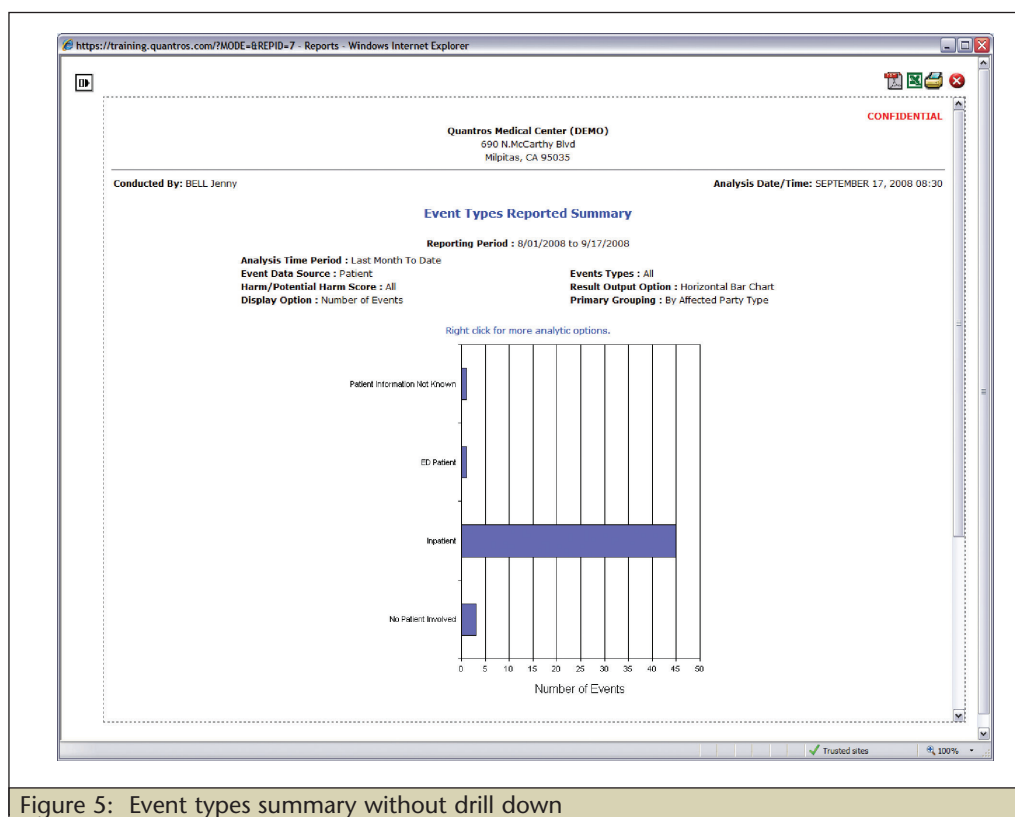 https://training.quantros.com/?MODE=&REPID=7 - Reports - Windows Internet Explorer
CONFIDENTIAL
Quantros Medical Center (DEMO)
690 N.McCarthy Blvd
Milpitas, CA 95035
Conducted By: BELL Jenny
Analysis Date/Time: SEPTEMBER 17, 2008 08:30
Event Types Reported Summary
Reporting Period : 8/01/2008 to 9/17/2008
Analysis Time Period : Last Month To Date
Event Data Source : Patient
Events Types : All
Harm/Potential Harm Score : All
Result Output Option : Horizontal Bar Chart
Display Option : Number of Events
Primary Grouping : By Affected Party Type
Right click for more analytic options.
Patient Information Not Known
ED Patient
Inpatient
No Patient Involved
0 5 10 15 20 25 30 35 40 45 50
Number of Events
Trusted sites
100%
Figure 5: Event types summary without drill down